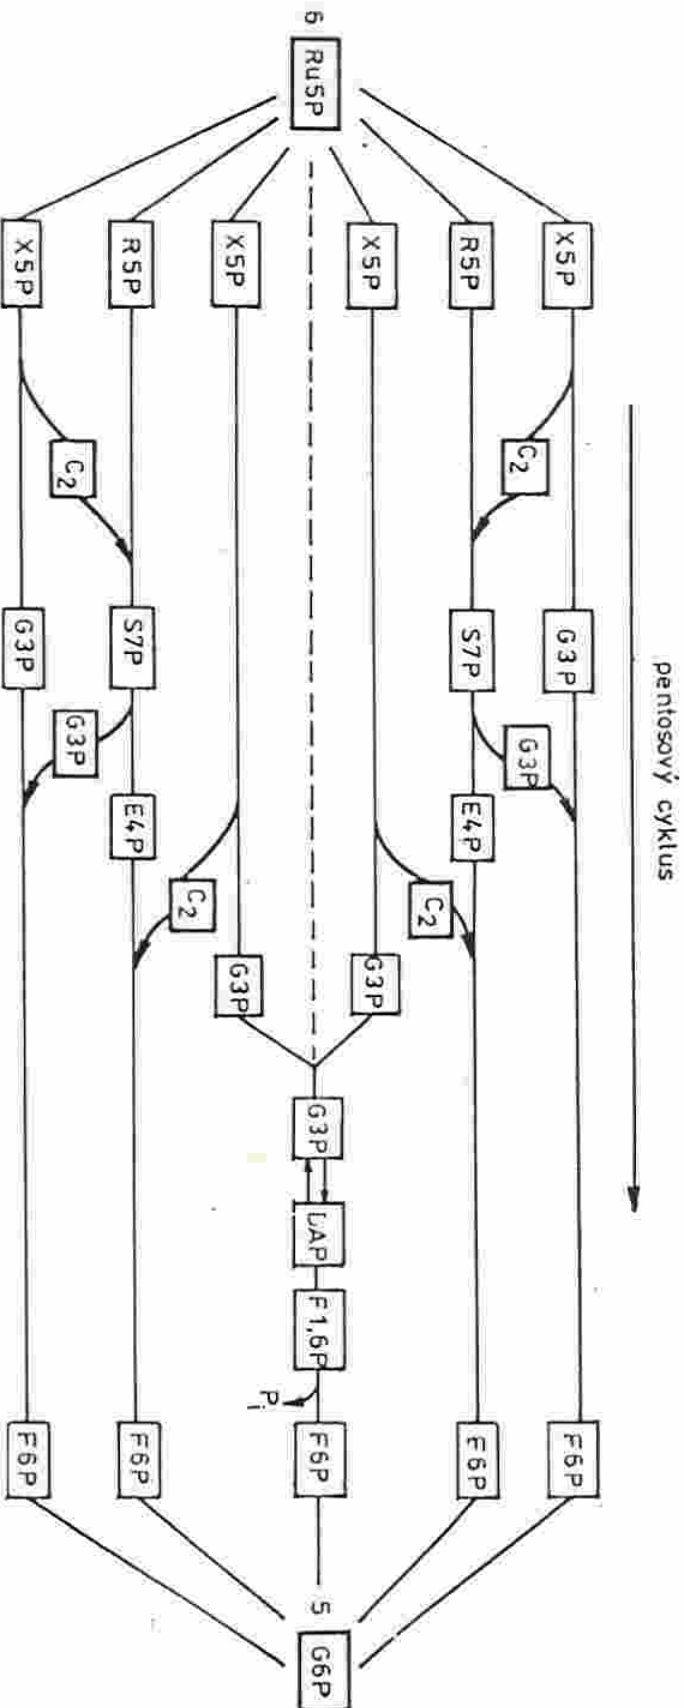 pentosový cyklus
X5P G3P F6P
C2 G3P
R5P S7P E4P F6P
C2
X5P G3P
6 Ru5P G3P DAP F1,6P F6P 5 G6P
Pi
X5P G3P
C2
R5P S7P E4P F6P
C2 G3P
X5P G3P F6P